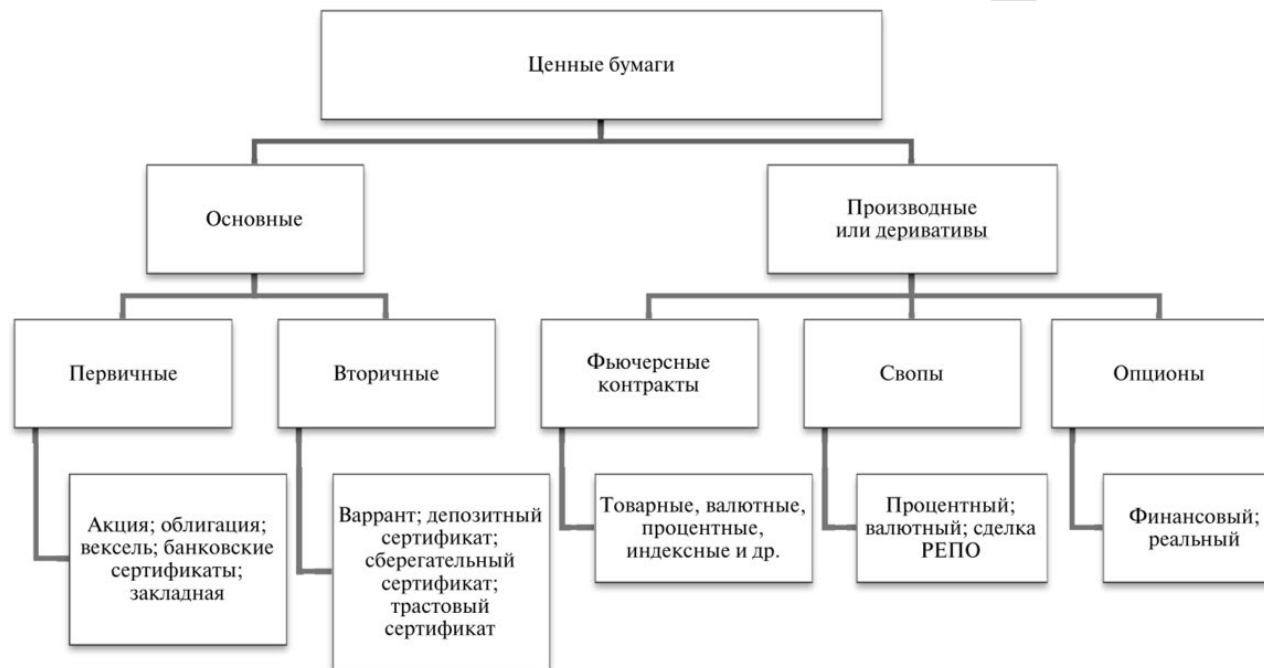 Ценные бумаги
Основные
Производные
или деривативы
Первичные
Вторичные
Фьючерсные
контракты
Свопы
Опционы
Акция; облигация;
вексель; банковские
сертификаты;
закладная
Варрант; депозитный
сертификат;
сберегательный
сертификат;
трастовый
сертификат
Товарные, валютные,
процентные,
индексные и др.
Процентный;
валютный; сделка
РЕПО
Финансовый;
реальный